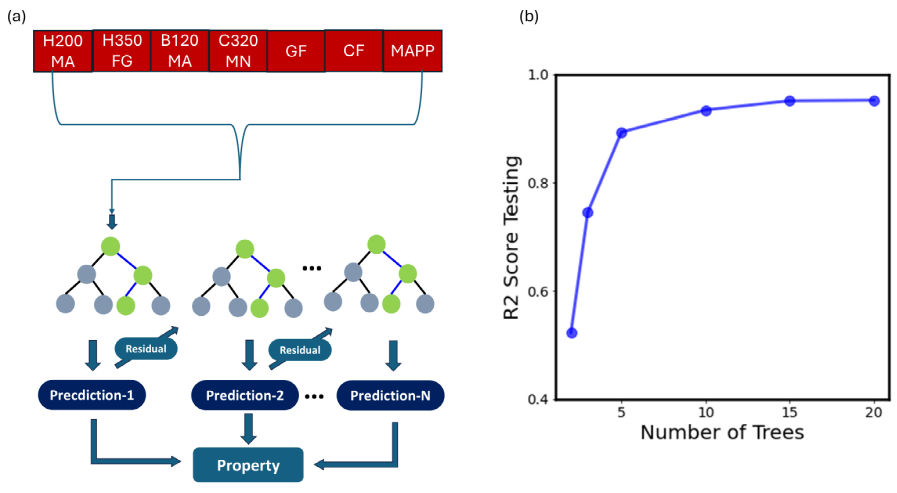 (a)
H200 MA
H350 FG
B120 MA
C320 MN
GF
CF
MAPP
...
Residual
Residual
Precdiction-1
Prediction-2
...
Prediction-N
Property
(b)
R2 Score Testing
1.0
0.8
0.6
0.4
5
10
15
20
Number of Trees